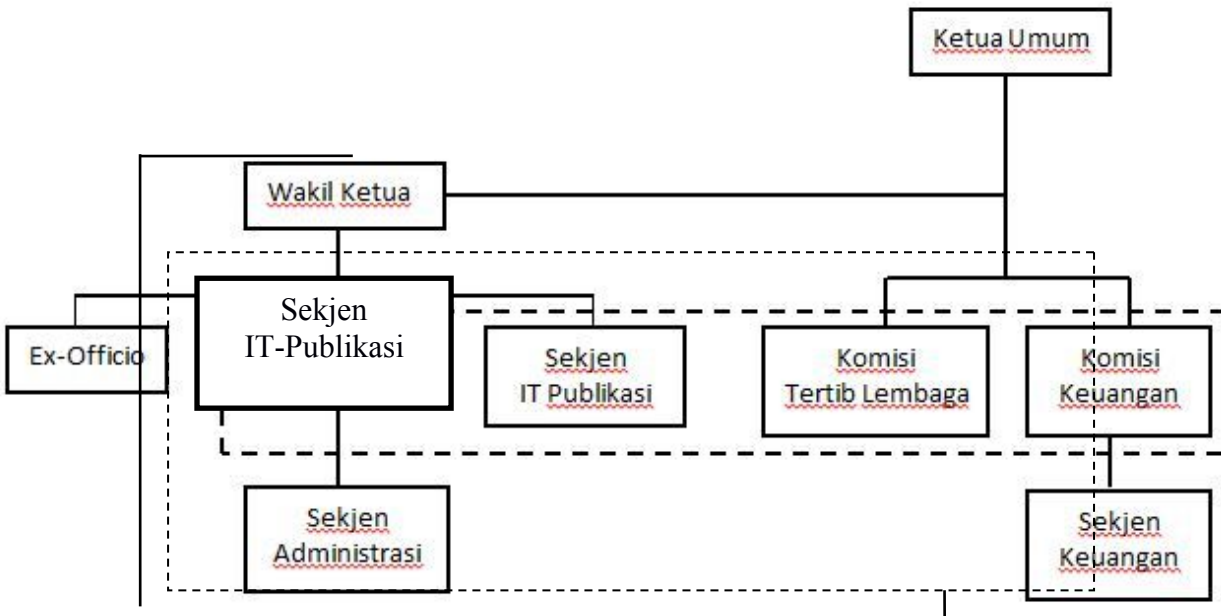 Ketua Umum
Wakil Ketua
Sekjen
IT-Publikasi
Ex-Officio
Sekjen
IT Publikasi
Komisi
Tertib Lembaga
Komisi
Keuangan
Sekjen
Administrasi
Sekjen
Keuangan